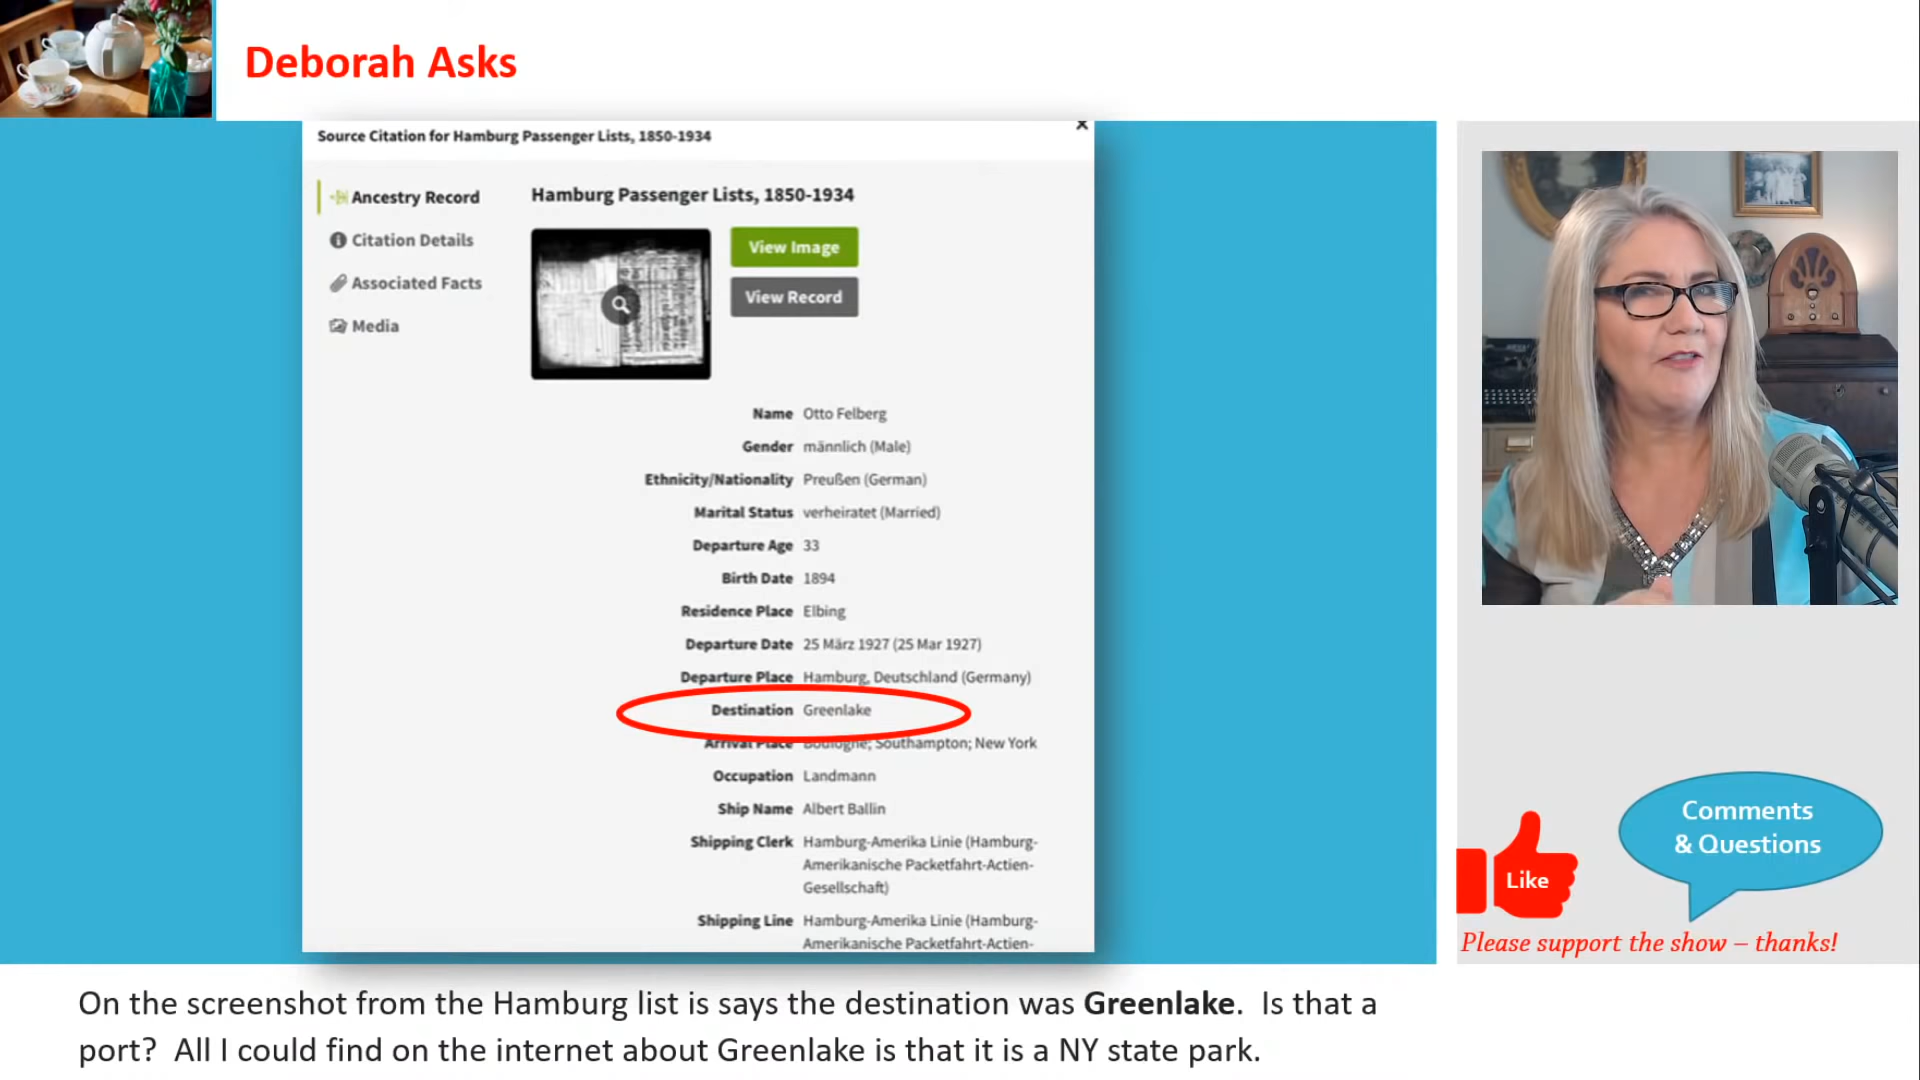 Deborah Asks
Source Citation for Hamburg Passenger Lists, 1850-1934
Ancestry Record
Citation Details
Associated Facts
Media
Hamburg Passenger Lists, 1850-1934
View Image
View Record
Name Otto Felberg
Gender männlich (Male)
Ethnicity/Nationality Preußen (German)
Marital Status verheiratet (Married)
Departure Age 33
Birth Date 1894
Residence Place Elbing
Departure Date 25 März 1927 (25 Mar 1927)
Departure Place Hamburg, Deutschland (Germany)
Destination Greenlake
Arrival Place Boulogne; Southampton; New York
Occupation Landmann
Ship Name Albert Ballin
Shipping Clerk Hamburg-Amerika Linie (Hamburg-
Amerikanische Packetfahrt-Actien-
Gesellschaft)
Shipping Line Hamburg-Amerika Linie (Hamburg-
Amerikanische Packetfahrt-Actien-
Comments
& Questions
Like
Please support the show – thanks!
On the screenshot from the Hamburg list is says the destination was Greenlake. Is that a
port? All I could find on the internet about Greenlake is that it is a NY state park.